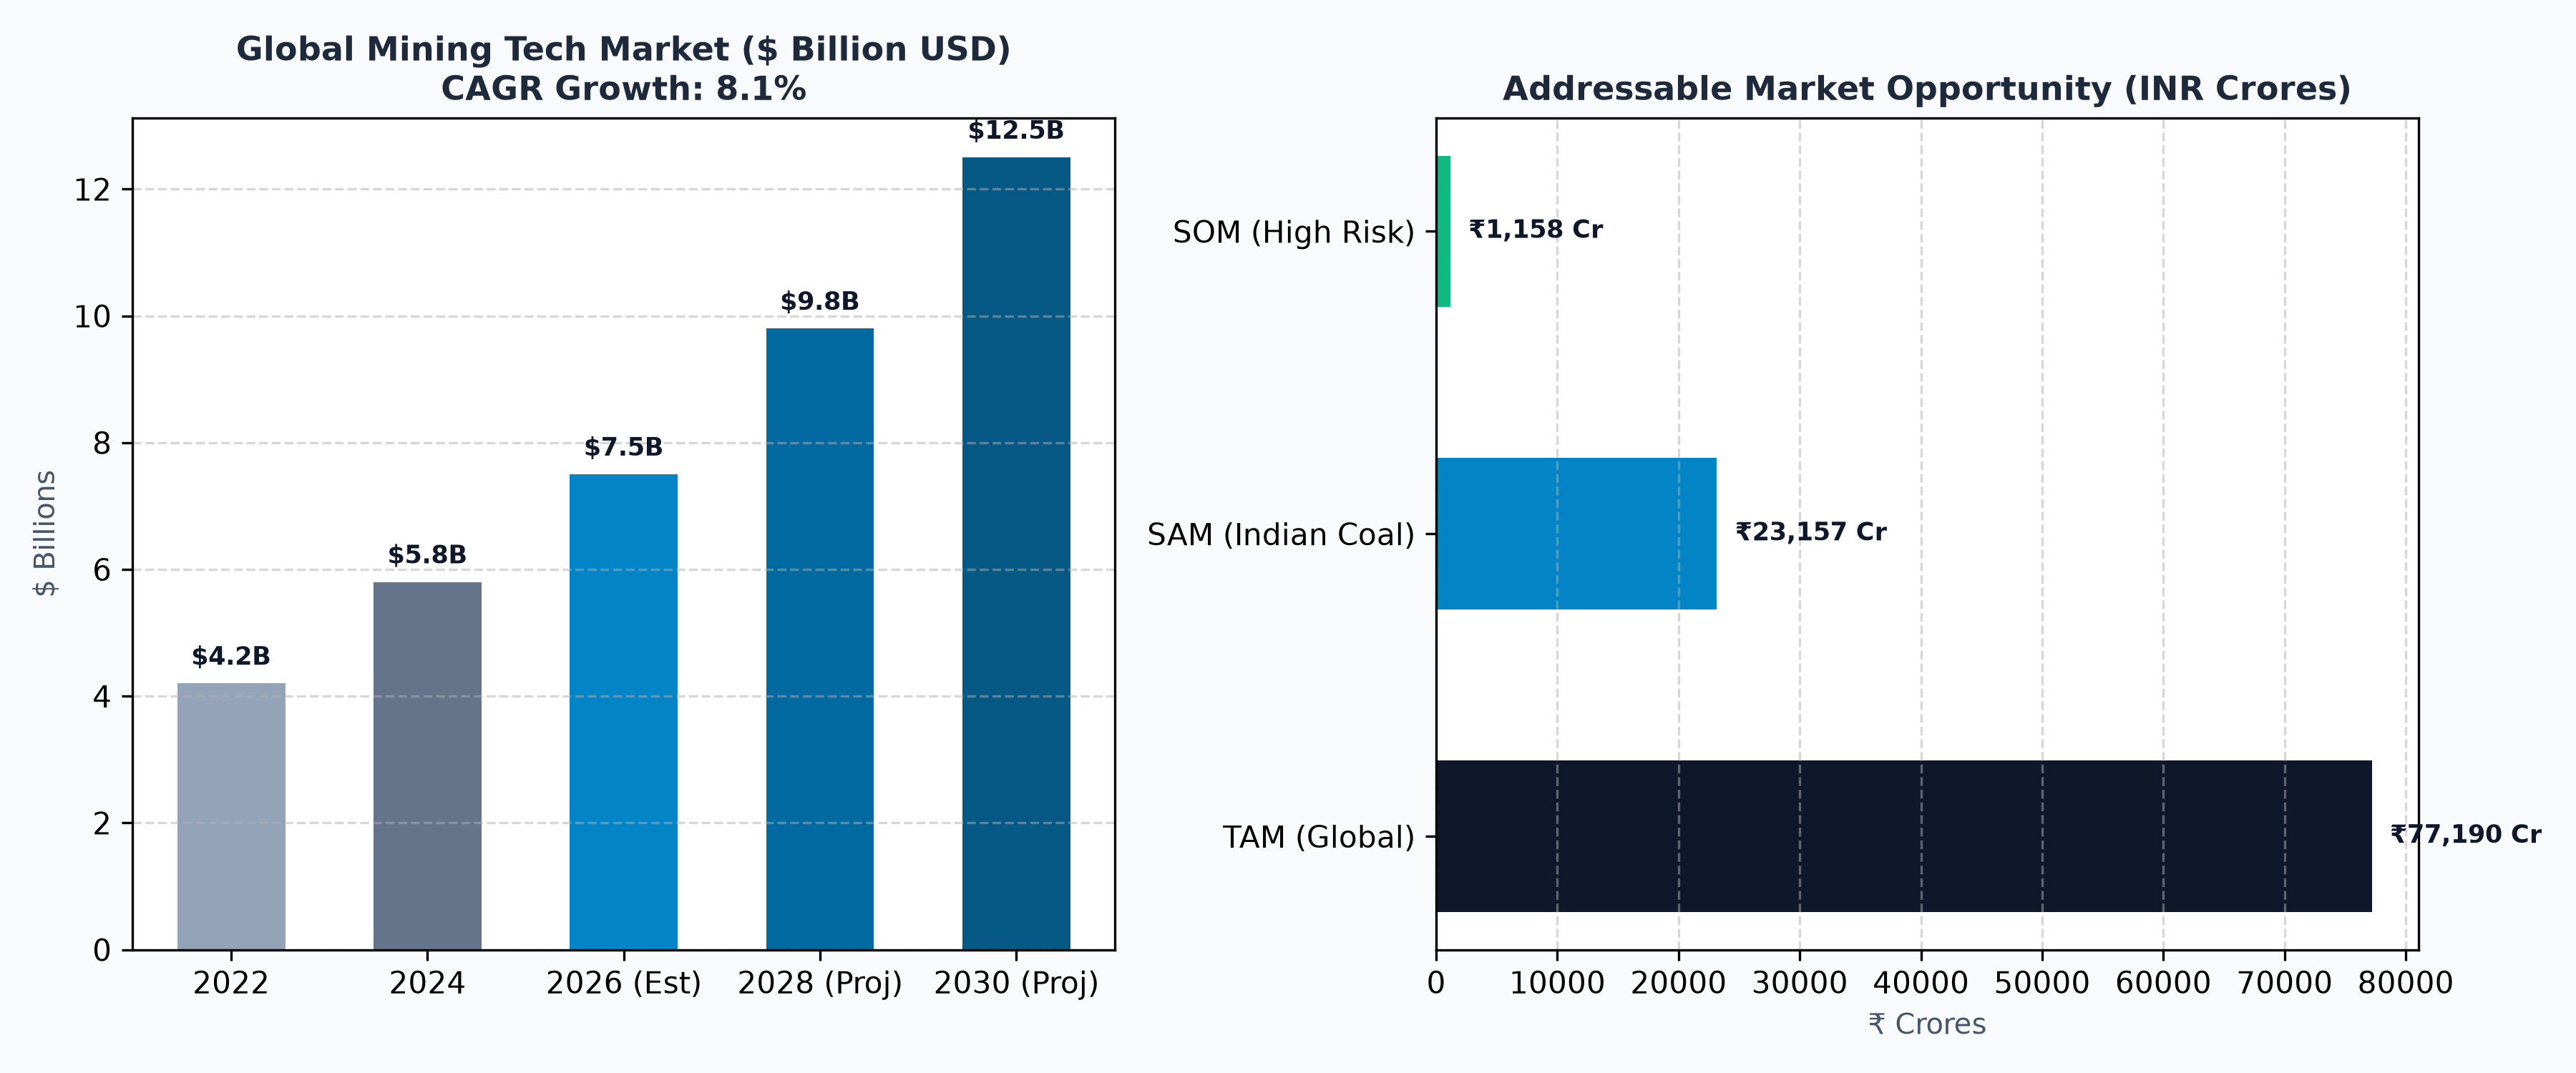 Global Mining Tech Market ($ Billion USD)
CAGR Growth: 8.1%
$ Billions
12
10
8
6
4
2
0
$4.2B
$5.8B
$7.5B
$9.8B
$12.5B
2022
2024
2026 (Est)
2028 (Proj)
2030 (Proj)
Addressable Market Opportunity (INR Crores)
SOM (High Risk)
₹1,158 Cr
SAM (Indian Coal)
₹23,157 Cr
TAM (Global)
₹77,190 Cr
0
10000
20000
30000
40000
50000
60000
70000
80000
₹ Crores